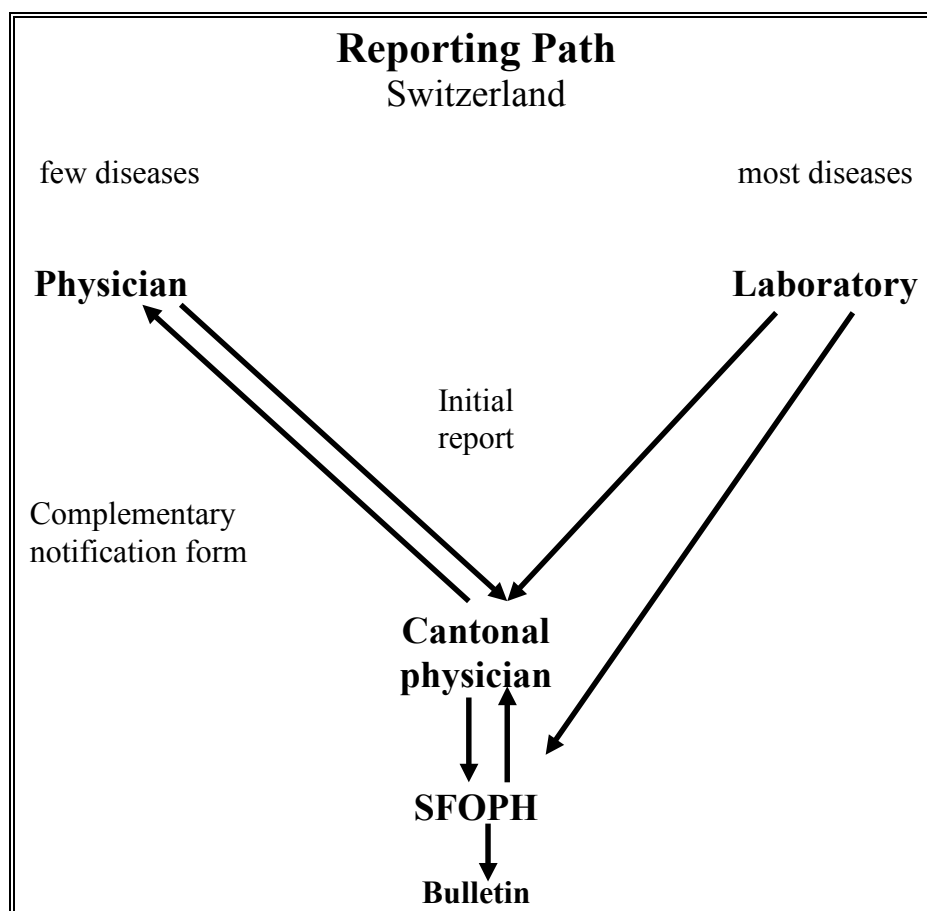 Reporting Path
Switzerland
few diseases
most diseases
Physician
Laboratory
Initial
report
Complementary
notification form
Cantonal
physician
SFOPH
Bulletin